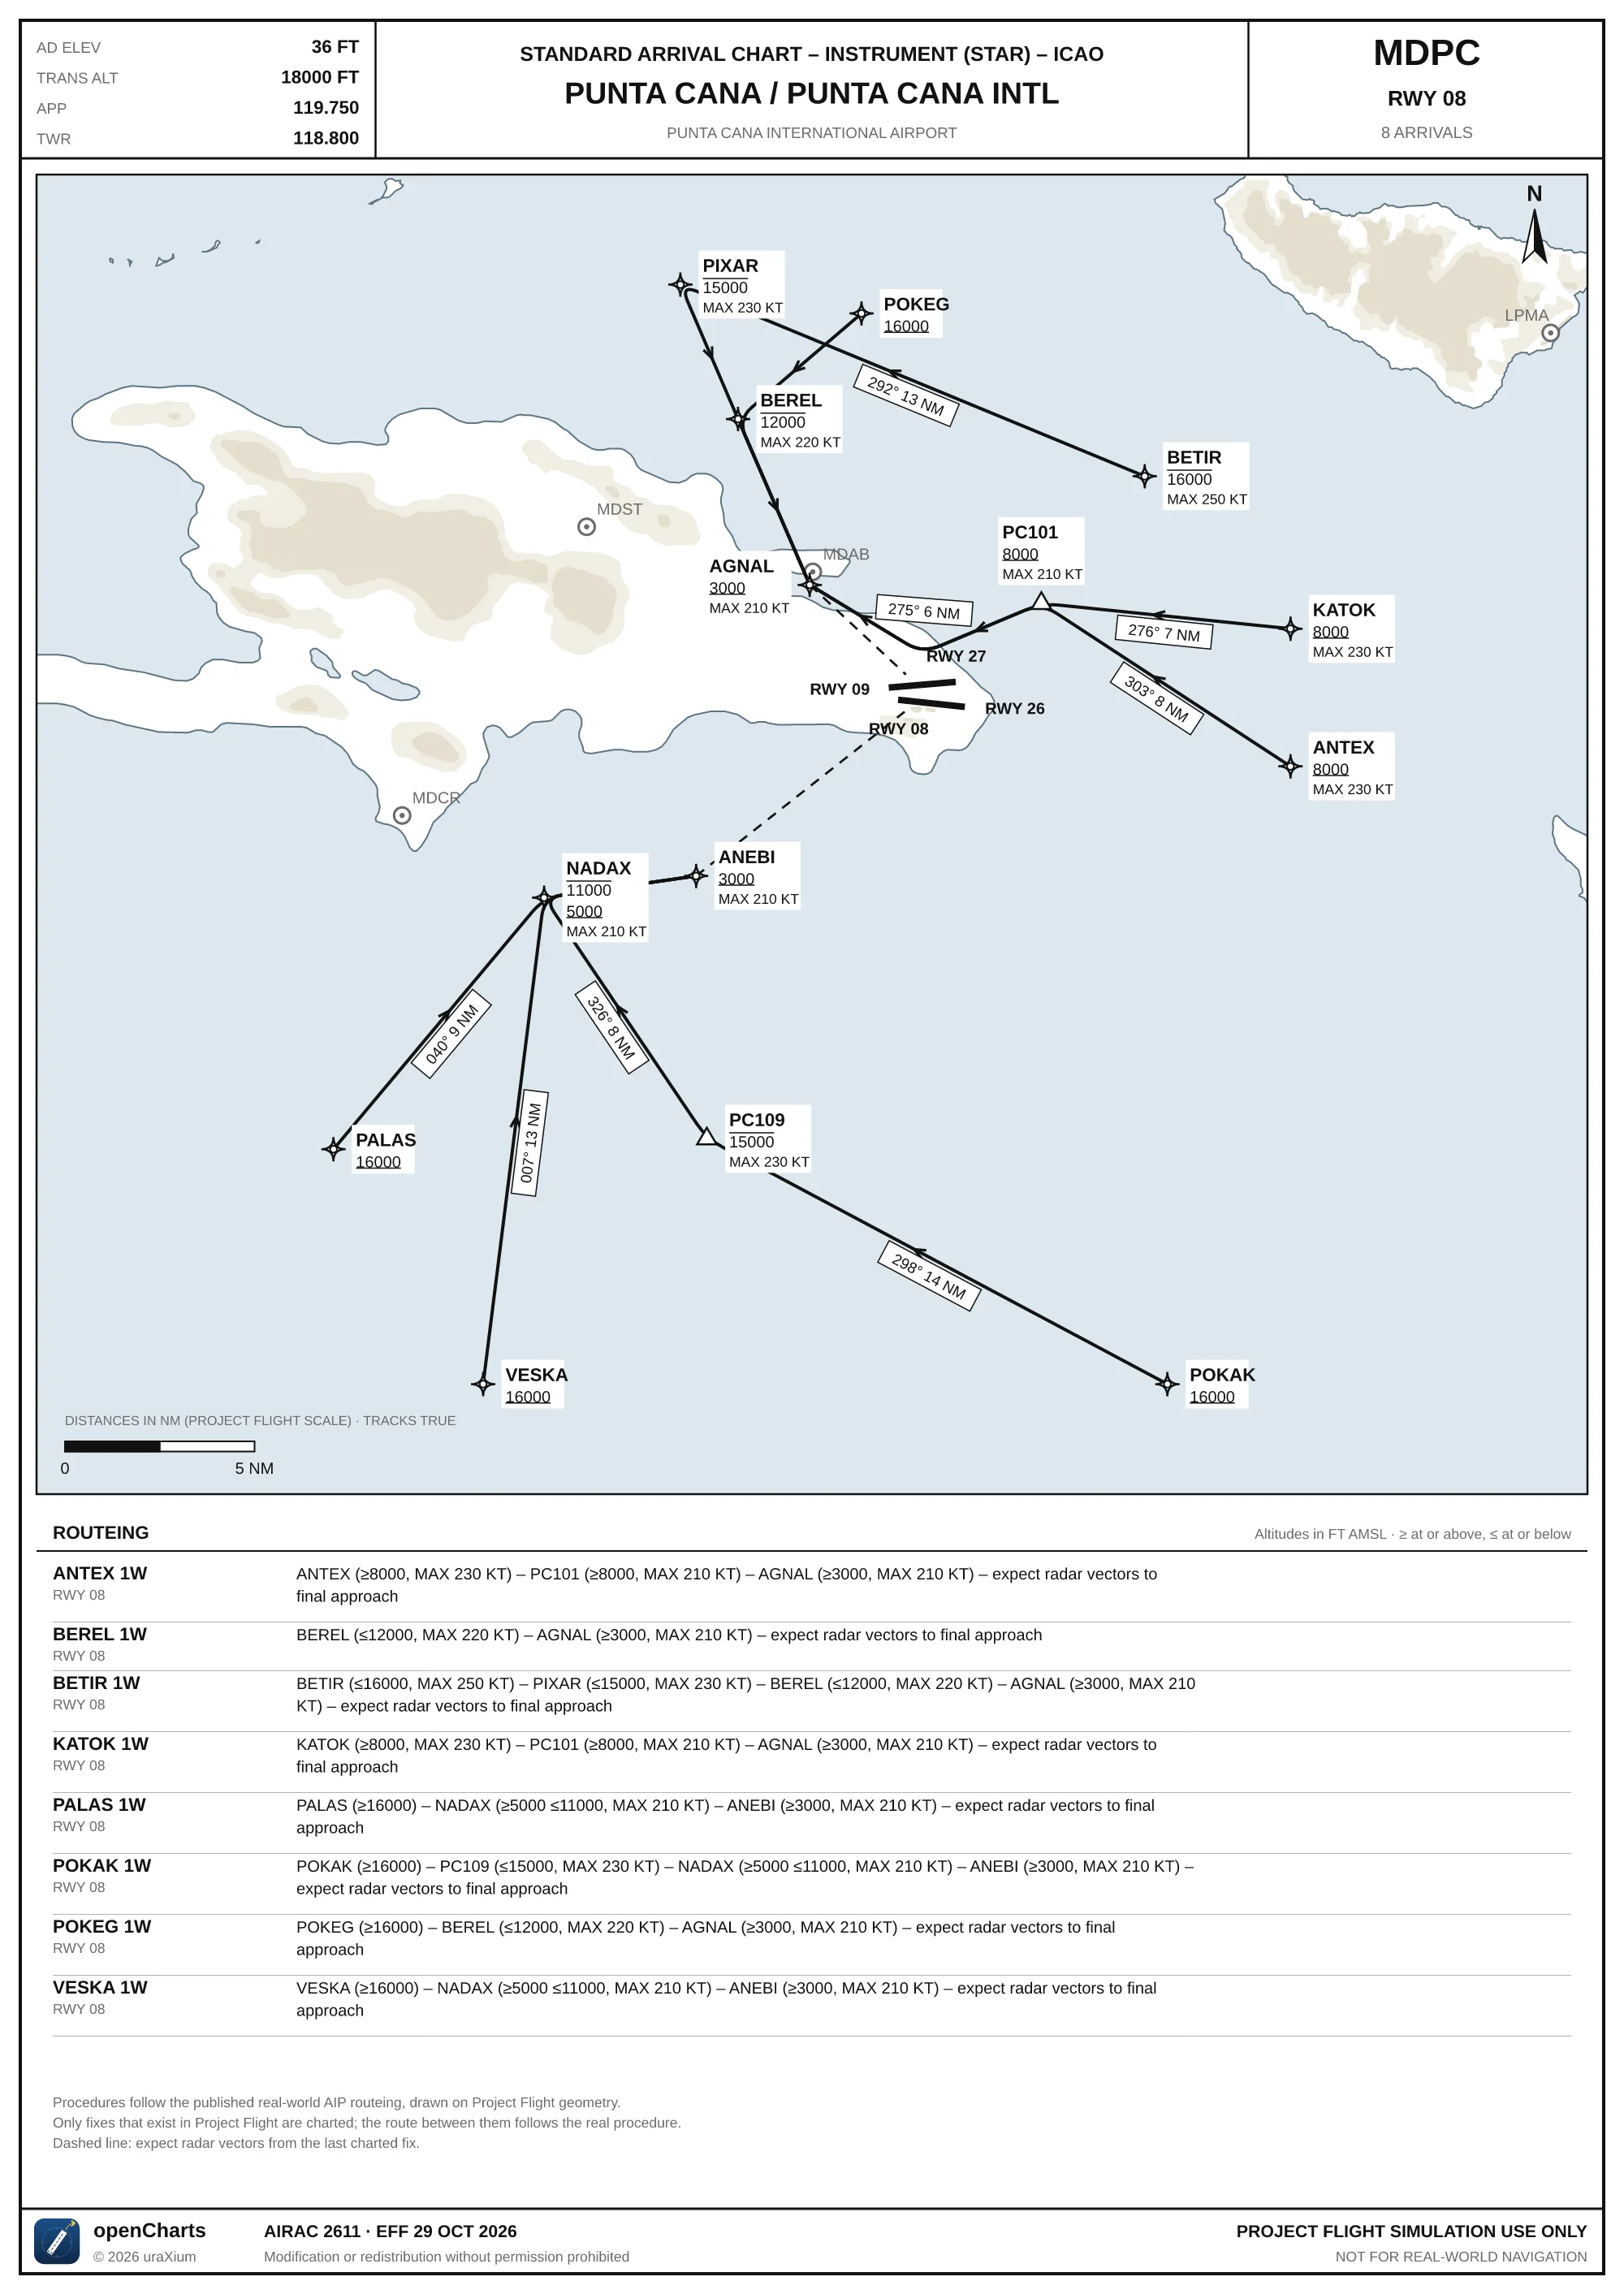 AD ELEV 36 FT
TRANS ALT 18000 FT
APP 119.750
TWR 118.800
STANDARD ARRIVAL CHART – INSTRUMENT (STAR) – ICAO
PUNTA CANA / PUNTA CANA INTL
PUNTA CANA INTERNATIONAL AIRPORT
MDPC
RWY 08
8 ARRIVALS
N
PIXAR
15000
MAX 230 KT
POKEG
16000
LPMA
292° 13 NM
BEREL
12000
MAX 220 KT
BETIR
16000
MAX 250 KT
MDST
PC101
8000
MAX 210 KT
MDAB
AGNAL
3000
MAX 210 KT
275° 6 NM
276° 7 NM
KATOK
8000
MAX 230 KT
RWY 27
303° 8 NM
RWY 09
RWY 26
RWY 08
ANTEX
8000
MAX 230 KT
MDCR
NADAX
11000
5000
MAX 210 KT
ANEBI
3000
MAX 210 KT
040° 9 NM
326° 8 NM
007° 13 NM
PALAS
16000
PC109
15000
MAX 230 KT
298° 14 NM
VESKA
16000
POKAK
16000
DISTANCES IN NM (PROJECT FLIGHT SCALE) · TRACKS TRUE
0 5 NM
ROUTEING
Altitudes in FT AMSL · ≥ at or above, ≤ at or below
ANTEX 1W
RWY 08
ANTEX (≥8000, MAX 230 KT) – PC101 (≥8000, MAX 210 KT) – AGNAL (≥3000, MAX 210 KT) – expect radar vectors to
final approach
BEREL 1W
RWY 08
BEREL (≤12000, MAX 220 KT) – AGNAL (≥3000, MAX 210 KT) – expect radar vectors to final approach
BETIR 1W
RWY 08
BETIR (≤16000, MAX 250 KT) – PIXAR (≤15000, MAX 230 KT) – BEREL (≤12000, MAX 220 KT) – AGNAL (≥3000, MAX 210
KT) – expect radar vectors to final approach
KATOK 1W
RWY 08
KATOK (≥8000, MAX 230 KT) – PC101 (≥8000, MAX 210 KT) – AGNAL (≥3000, MAX 210 KT) – expect radar vectors to
final approach
PALAS 1W
RWY 08
PALAS (≥16000) – NADAX (≥5000 ≤11000, MAX 210 KT) – ANEBI (≥3000, MAX 210 KT) – expect radar vectors to final
approach
POKAK 1W
RWY 08
POKAK (≥16000) – PC109 (≤15000, MAX 230 KT) – NADAX (≥5000 ≤11000, MAX 210 KT) – ANEBI (≥3000, MAX 210 KT) –
expect radar vectors to final approach
POKEG 1W
RWY 08
POKEG (≥16000) – BEREL (≤12000, MAX 220 KT) – AGNAL (≥3000, MAX 210 KT) – expect radar vectors to final
approach
VESKA 1W
RWY 08
VESKA (≥16000) – NADAX (≥5000 ≤11000, MAX 210 KT) – ANEBI (≥3000, MAX 210 KT) – expect radar vectors to final
approach
Procedures follow the published real-world AIP routeing, drawn on Project Flight geometry.
Only fixes that exist in Project Flight are charted; the route between them follows the real procedure.
Dashed line: expect radar vectors from the last charted fix.
openCharts
© 2026 uraXium
AIRAC 2611 · EFF 29 OCT 2026
Modification or redistribution without permission prohibited
PROJECT FLIGHT SIMULATION USE ONLY
NOT FOR REAL-WORLD NAVIGATION